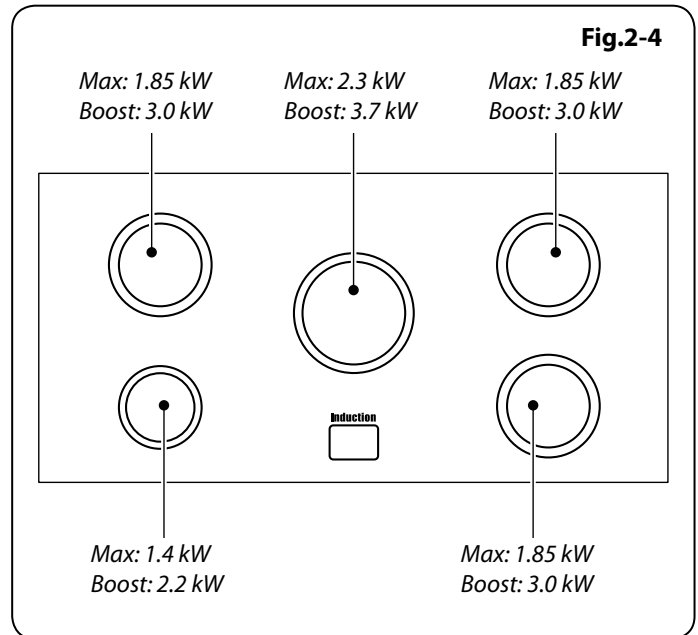 Fig.2-4
Max: 1.85 kW
Boost: 3.0 kW
Max: 2.3 kW
Boost: 3.7 kW
Max: 1.85 kW
Boost: 3.0 kW
Induction
Max: 1.4 kW
Boost: 2.2 kW
Max: 1.85 kW
Boost: 3.0 kW